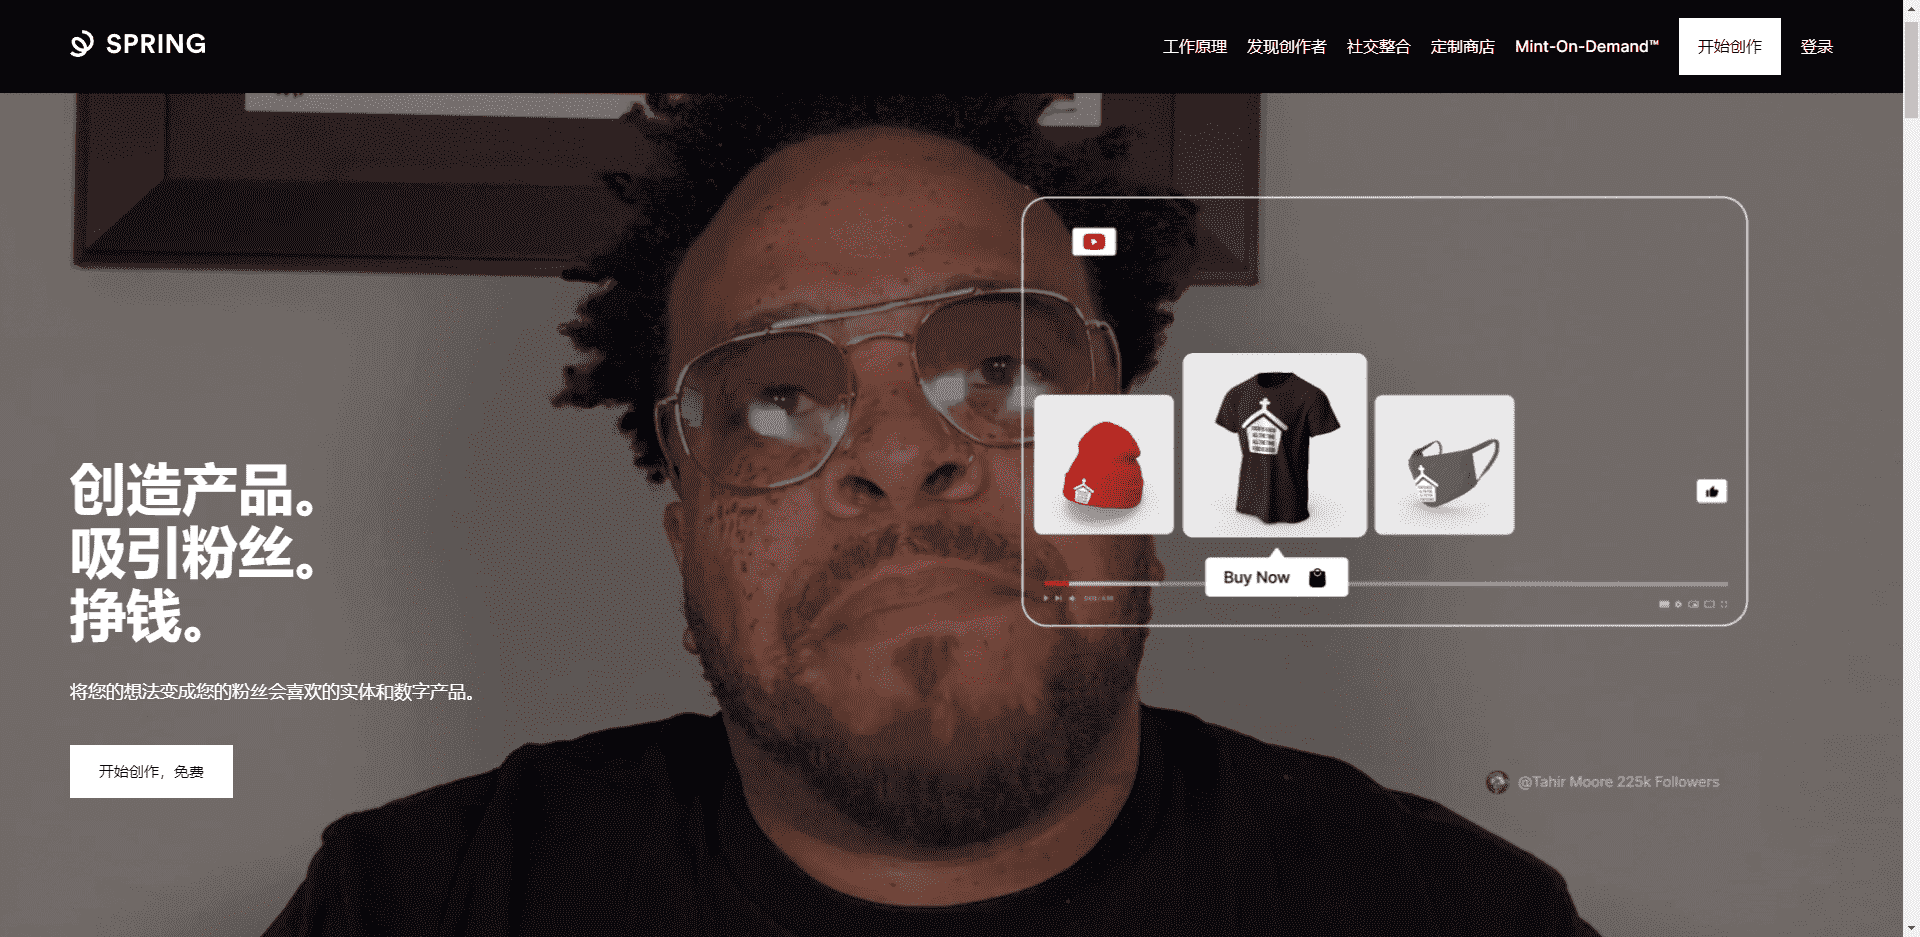 SPRING
工作原理
发现创作者
社交整合
定制商店
Mint-On-Demand™
开始创作
登录
创造产品。
吸引粉丝。
挣钱。
将您的想法变成您的粉丝会喜欢的实体和数字产品。
开始创作，免费
Buy Now
@Tahir Moore 225k Followers